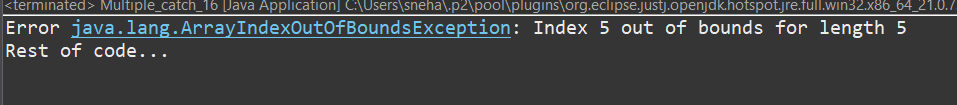 <terminated> Multiple_catch_16 [Java Application] C:\Users\sneha\.p2\pool\plugins\org.eclipse.justj.openjdk.hotspot.jre.full.win32.x86_64_21.0.7
Error java.lang.ArrayIndexOutOfBoundsException: Index 5 out of bounds for length 5
Rest of code...